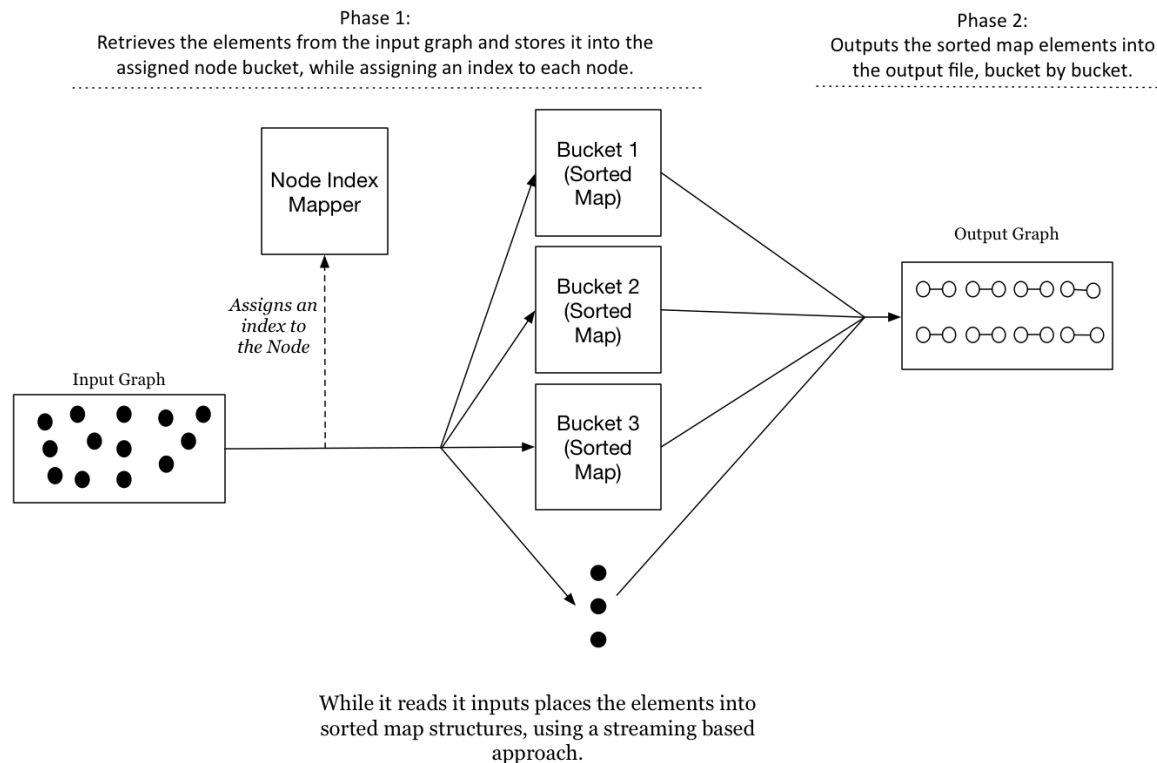 Phase 1:
Retrieves the elements from the input graph and stores it into the
assigned node bucket, while assigning an index to each node.
Phase 2:
Outputs the sorted map elements into
the output file, bucket by bucket.
Node Index
Mapper
Assigns an
index to
the Node
Input Graph
Bucket 1
(Sorted
Map)
Bucket 2
(Sorted
Map)
Bucket 3
(Sorted
Map)
Output Graph
While it reads it inputs places the elements into
sorted map structures, using a streaming based
approach.